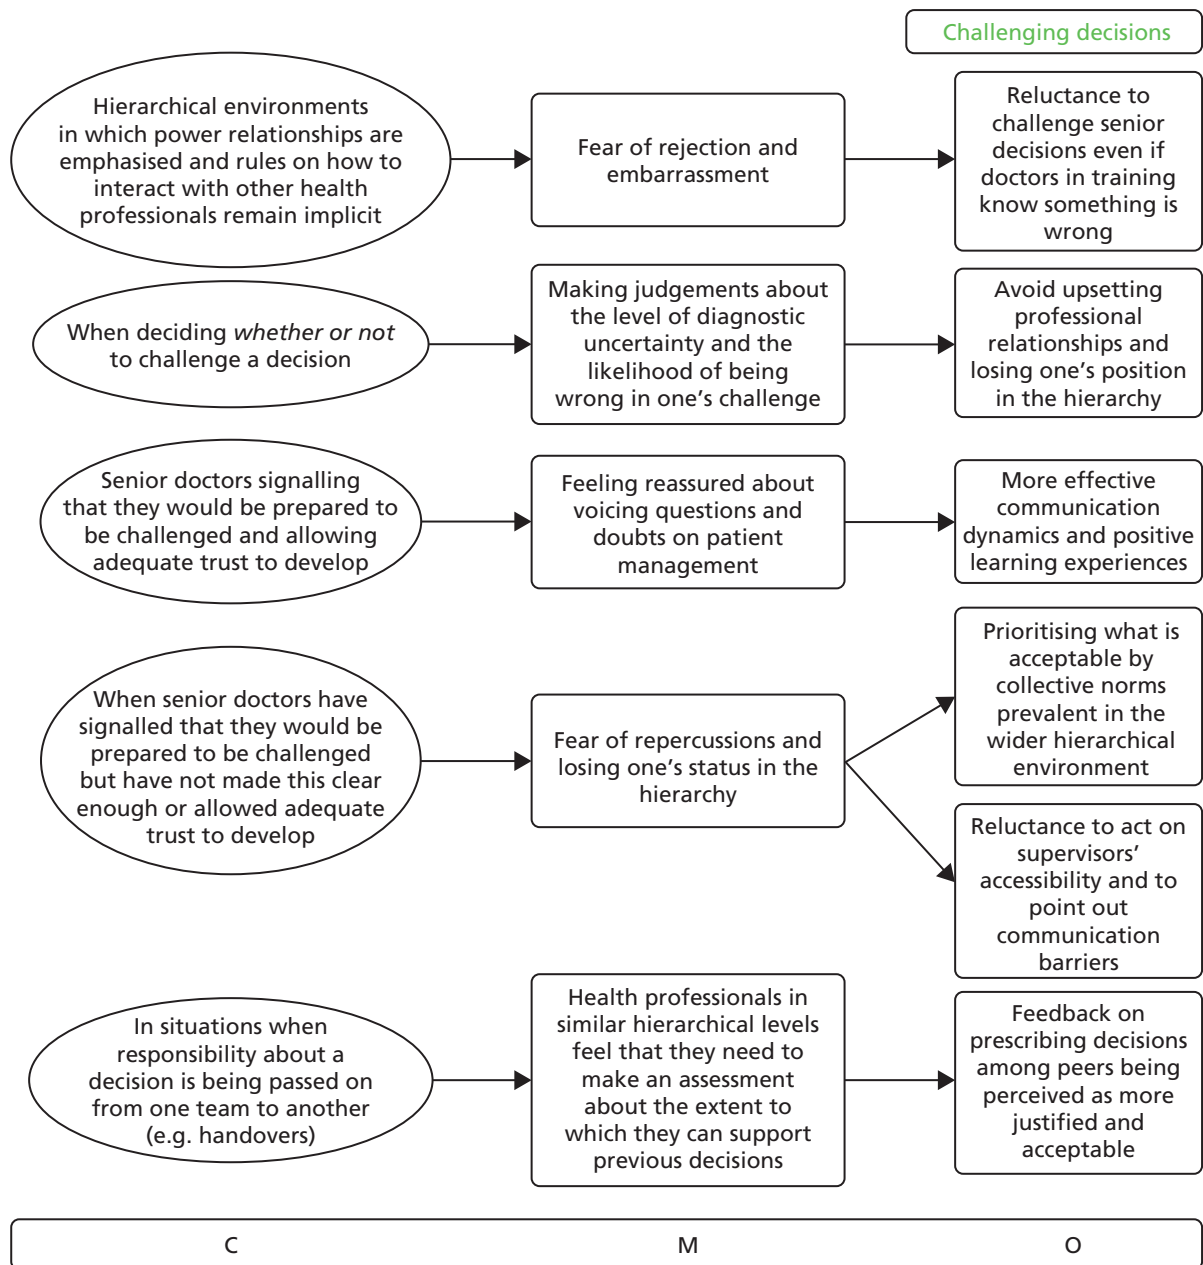 Challenging decisions
Hierarchical environments
in which power relationships are
emphasised and rules on how to
interact with other health
professionals remain implicit
Fear of rejection and
embarrassment
Reluctance to
challenge senior
decisions even if
doctors in training
know something is
wrong
When deciding whether or not
to challenge a decision
Making judgements about
the level of diagnostic
uncertainty and the
likelihood of being
wrong in one’s challenge
Avoid upsetting
professional
relationships and
losing one’s position
in the hierarchy
Senior doctors signalling
that they would be prepared to
be challenged and allowing
adequate trust to develop
Feeling reassured about
voicing questions and
doubts on patient
management
More effective
communication
dynamics and positive
learning experiences
When senior doctors have
signalled that they would be
prepared to be challenged
but have not made this clear
enough or allowed adequate
trust to develop
Fear of repercussions and
losing one’s status in the
hierarchy
Prioritising what is
acceptable by
collective norms
prevalent in the
wider hierarchical
environment
Reluctance to act on
supervisors’
accessibility and to
point out
communication
barriers
In situations when
responsibility about a
decision is being passed on
from one team to another
(e.g. handovers)
Health professionals in
similar hierarchical levels
feel that they need to
make an assessment
about the extent to
which they can support
previous decisions
Feedback on
prescribing decisions
among peers being
perceived as more
justified and
acceptable
C
M
O